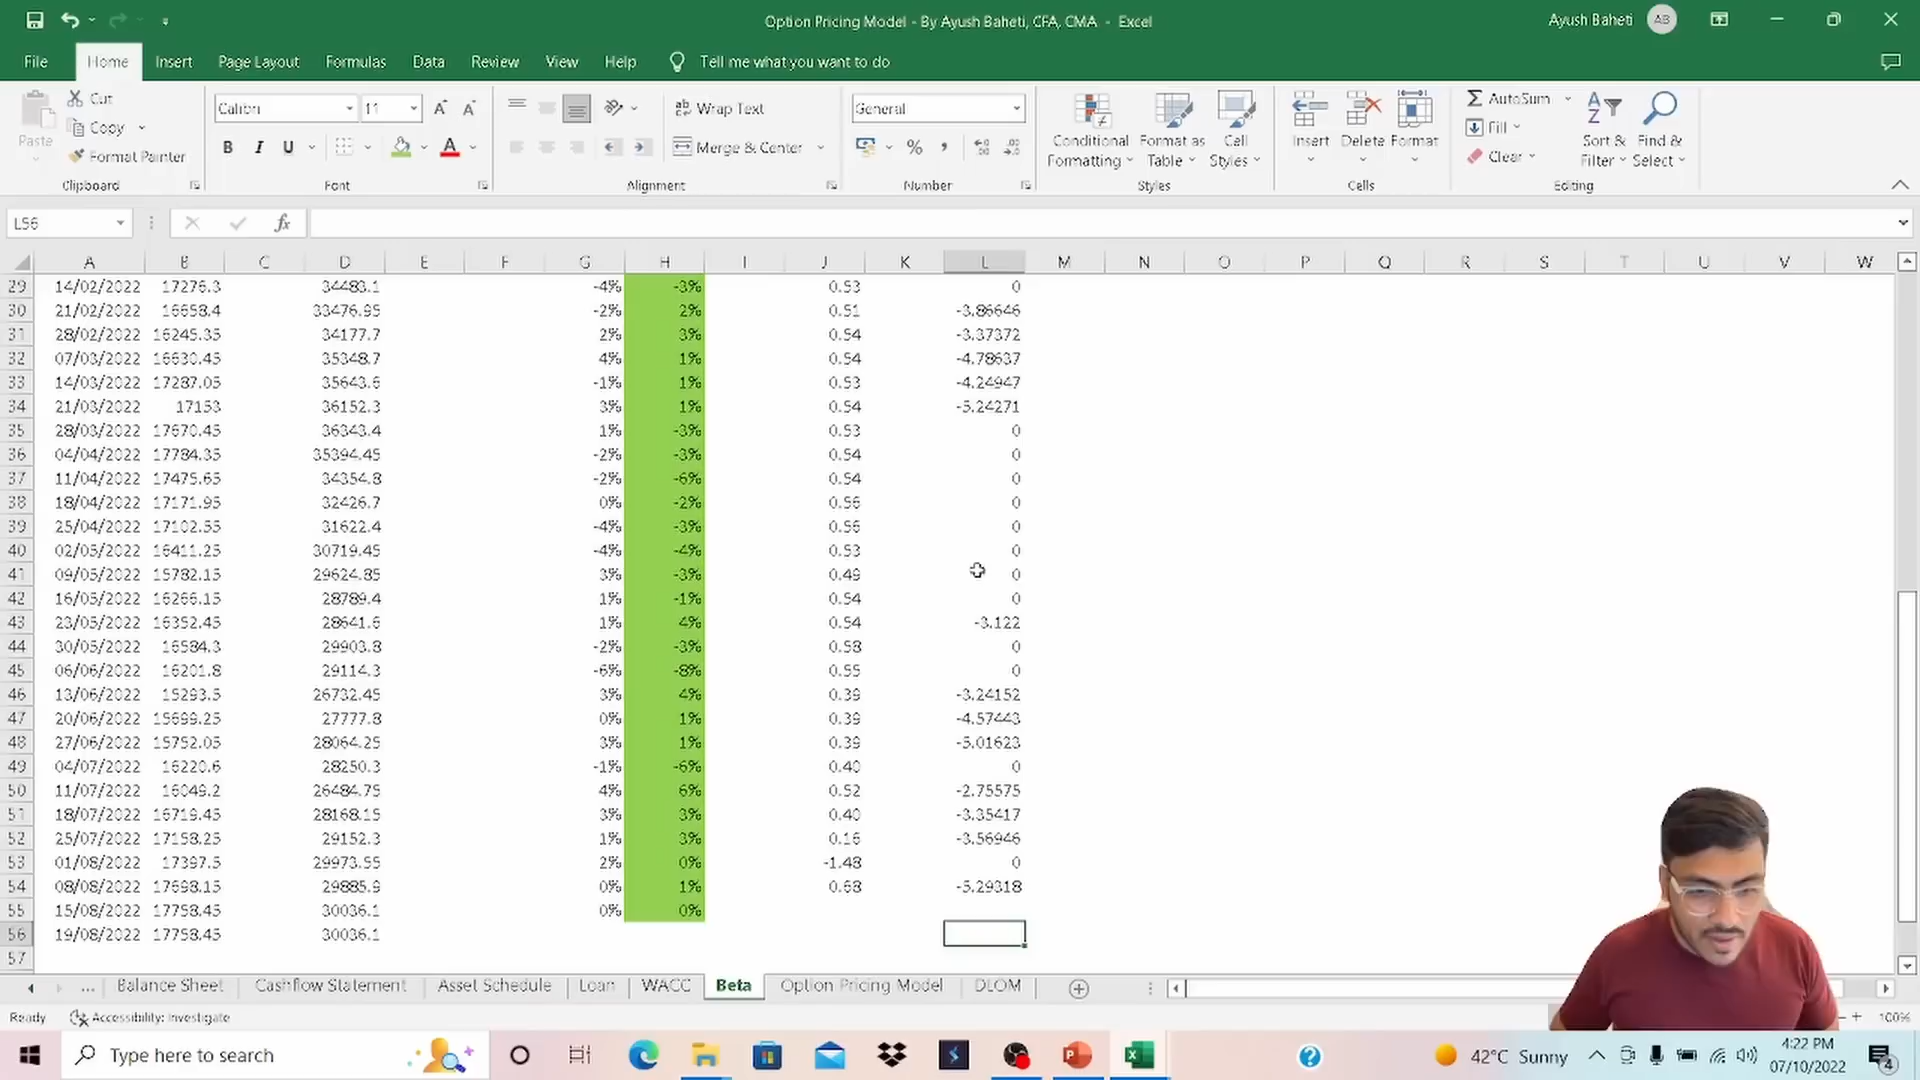 Option Pricing Model - By Ayush Baheti, CFA, CMA - Excel
Ayush Baheti AB
File Home Insert Page Layout Formulas Data Review View Help Tell me what you want to do
Paste
Cut
Copy
Format Painter
Clipboard
Calibri 11
B I U
Font
Wrap Text
Merge & Center
Alignment
General
Number
Conditional Formatting
Format as Table
Cell Styles
Styles
Insert Delete Format
Cells
AutoSum
Fill
Clear
Sort & Filter
Find & Select
Editing
L56
fx
A B C D E F G H I J K L M N O P Q R S T U V W
29 14/02/2022 17276.3 34483.1 -4% -3% 0.53 0
30 21/02/2022 16658.4 33476.95 -2% 2% 0.51 -3.86646
31 28/02/2022 16245.35 34177.7 2% 3% 0.54 -3.37372
32 07/03/2022 16630.45 35348.7 4% 1% 0.54 -4.78637
33 14/03/2022 17287.05 35643.6 -1% 1% 0.53 -4.24947
34 21/03/2022 17153 36152.3 3% 1% 0.54 -5.24271
35 28/03/2022 17670.45 36343.4 1% -3% 0.53 0
36 04/04/2022 17784.35 35394.45 -2% -3% 0.54 0
37 11/04/2022 17475.65 34354.8 -2% -6% 0.54 0
38 18/04/2022 17171.95 32426.7 0% -2% 0.56 0
39 25/04/2022 17102.55 31622.4 -4% -3% 0.56 0
40 02/05/2022 16411.25 30719.45 -4% -4% 0.53 0
41 09/05/2022 15782.15 29624.85 3% -3% 0.49 0
42 16/05/2022 16266.15 28789.4 1% -1% 0.54 0
43 23/05/2022 16352.45 28641.6 1% 4% 0.54 -3.122
44 30/05/2022 16584.3 29903.8 -2% -3% 0.58 0
45 06/06/2022 16201.8 29114.3 -6% -8% 0.55 0
46 13/06/2022 15293.5 26732.45 3% 4% 0.39 -3.24152
47 20/06/2022 15699.25 27777.8 0% 1% 0.39 -4.57443
48 27/06/2022 15752.05 28064.25 3% 1% 0.39 -5.01623
49 04/07/2022 16220.6 28250.3 -1% -6% 0.40 0
50 11/07/2022 16049.2 26484.75 4% 6% 0.52 -2.75575
51 18/07/2022 16719.45 28168.15 3% 3% 0.40 -3.35417
52 25/07/2022 17158.25 29152.3 1% 3% 0.16 -3.56946
53 01/08/2022 17397.5 29973.55 2% 0% -1.48 0
54 08/08/2022 17698.15 29885.9 0% 1% 0.68 -5.29318
55 15/08/2022 17758.45 30036.1 0% 0%
56 19/08/2022 17758.45 30036.1
57
... Balance Sheet Cashflow Statement Asset Schedule Loan WACC Beta Option Pricing Model DLOM
Ready Accessibility: Investigate 100%
Type here to search
42°C Sunny
4:22 PM
07/10/2022
4